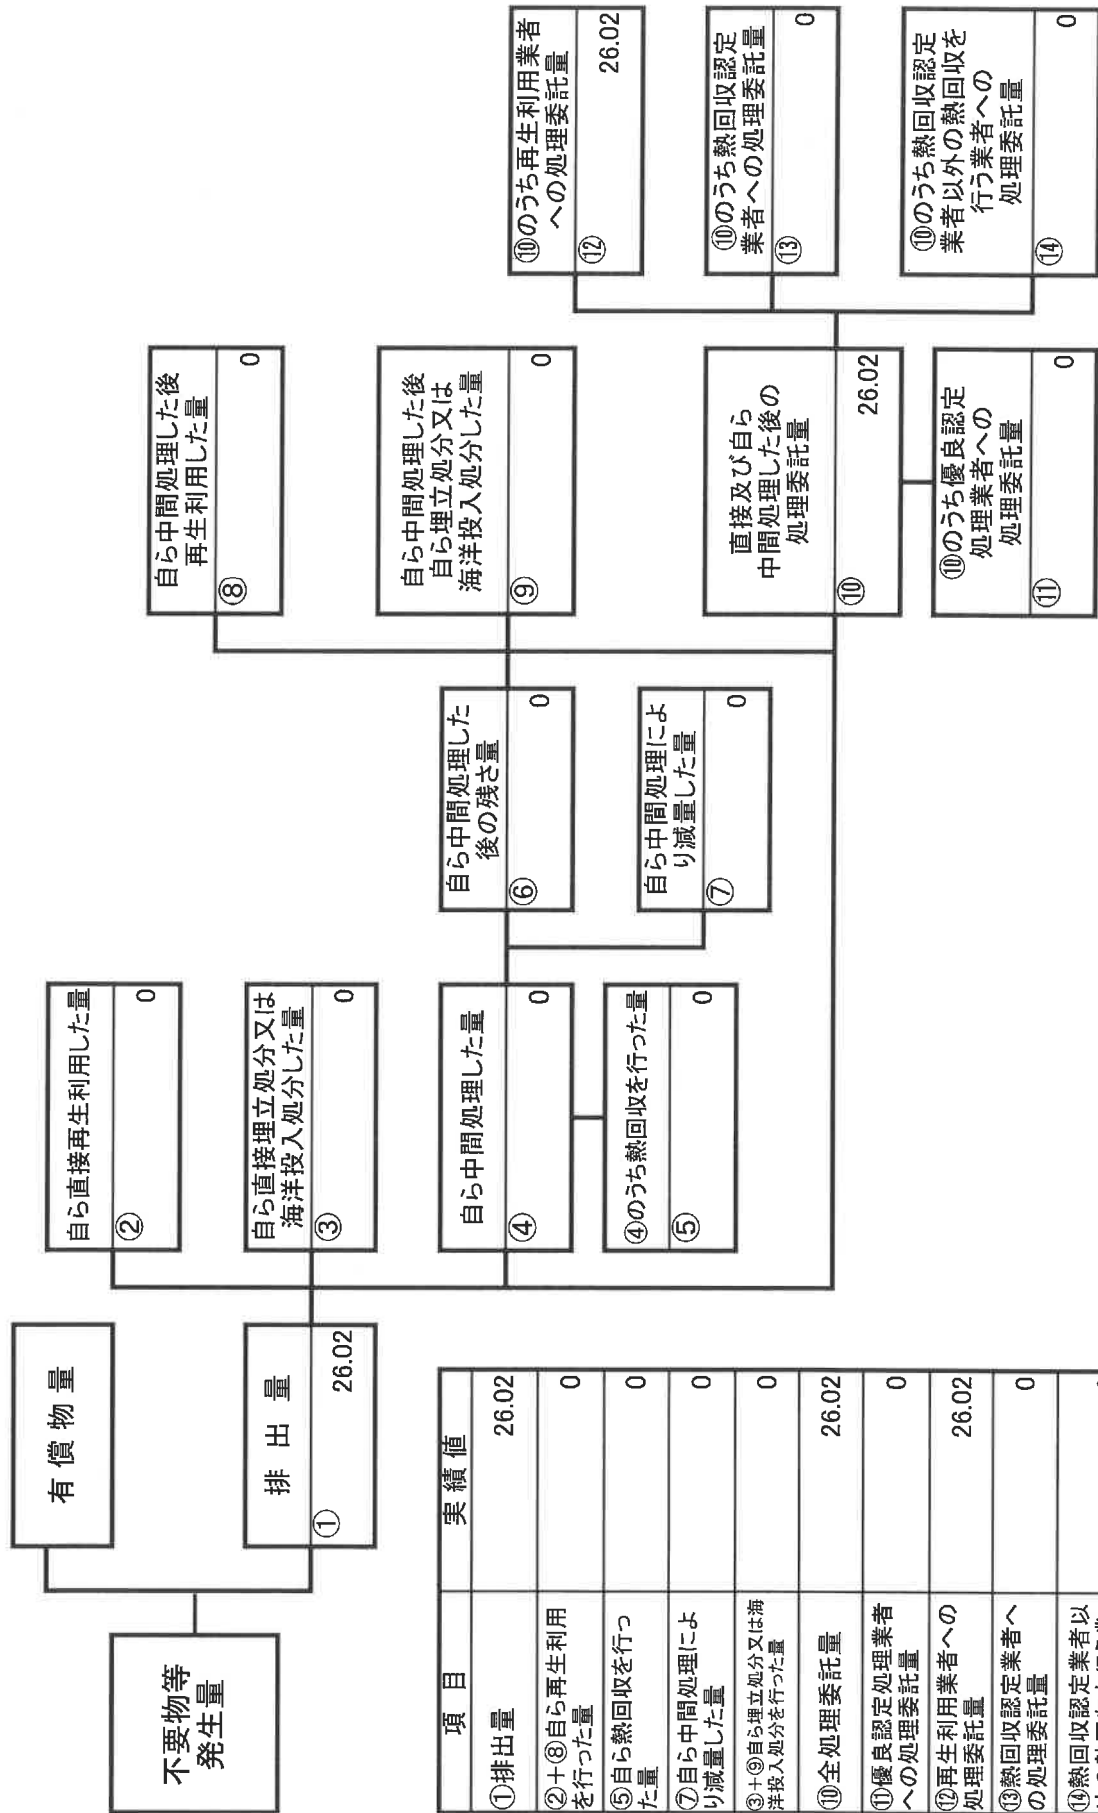 不要物等
発生量
有償物量
排出量
①
26.02
自ら直接再生利用した量
②
0
自ら直接埋立処分又は
海洋投入処分した量
③
0
自ら中間処理した量
④
0
④のうち熱回収を行った量
⑤
0
自ら中間処理した
後の残さ量
⑥
0
自ら中間処理によ
り減量した量
⑦
0
自ら中間処理した後
再生利用した量
⑧
0
自ら中間処理した後
自ら埋立処分又は
海洋投入処分した量
⑨
0
直接及び自ら
中間処理した後の
処理委託量
⑩
26.02
⑩のうち優良認定
処理業者への
処理委託量
⑪
0
⑩のうち再生利用業者
への処理委託量
⑫
26.02
⑩のうち熱回収認定
業者への処理委託量
⑬
0
⑩のうち熱回収認定
業者以外の熱回収を
行う業者への
処理委託量
⑭
0
項目 実績値
①排出量 26.02
②+⑧自ら再生利用
を行った量 0
⑤自ら熱回収を行っ
た量 0
⑦自ら中間処理によ
り減量した量 0
③+⑨自ら埋立処分又は海
洋投入処分を行った量 0
⑩全処理委託量 26.02
⑪優良認定処理業者
への処理委託量 0
⑫再生利用業者への
処理委託量 26.02
⑬熱回収認定業者へ
の処理委託量 0
⑭熱回収認定業者以